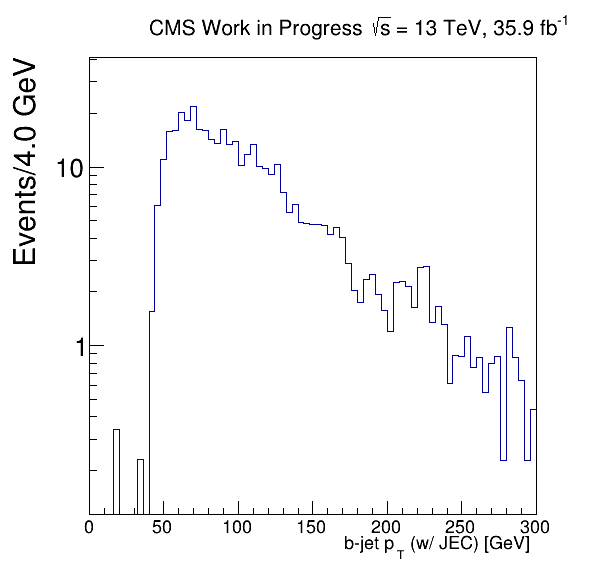 CMS Work in Progress √s = 13 TeV, 35.9 fb⁻¹
Events/4.0 GeV
10
1
0 50 100 150 200 250 300
b-jet p_T (w/ JEC) [GeV]